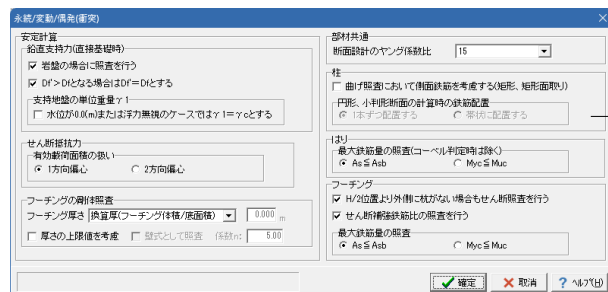 永続/変動/偶発(衝突)
安定計算
鉛直支持力(直接基礎時)
岩盤の場合に照査を行う
Df'>Dfとなる場合はDf'=Dfとする
支持地盤の単位重量γ1
水位が0.0(m)または浮力無視のケースではγ1=γcとする
せん断抵抗力
有効載荷面積の扱い
1方向偏心 2方向偏心
フーチングの剛体照査
フーチング厚さ 換算厚(フーチング体積/底面積) 0.000 m
厚さの上限値を考慮 壁式として照査 係数n: 5.00
部材共通
断面設計のヤング係数比 15
柱
曲げ照査において側面鉄筋を考慮する(矩形、矩形面取り)
円形、小判形断面の計算時の鉄筋配置
1本ずつ配置する 帯状に配置する
はり
最大鉄筋量の照査(コーベル判定時は除く)
As≦Asb Myc≦Muc
フーチング
H/2位置より外側に杭がない場合もせん断照査を行う
せん断補強鉄筋比の照査を行う
最大鉄筋量の照査
As≦Asb Myc≦Muc
確定 取消 ? ヘルプ(H)